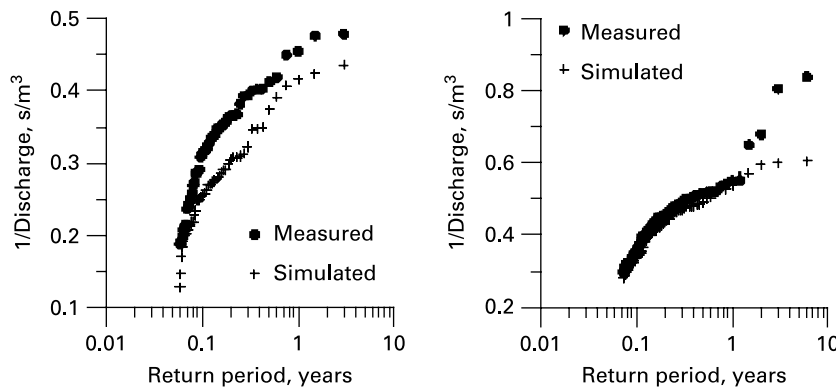 0.5
0.4
0.3
0.2
0.1
1/Discharge, s/m³
Measured
Simulated
0.01 0.1 1 10
Return period, years
1
0.8
0.6
0.4
0.2
1/Discharge, s/m³
Measured
Simulated
0.01 0.1 1 10
Return period, years